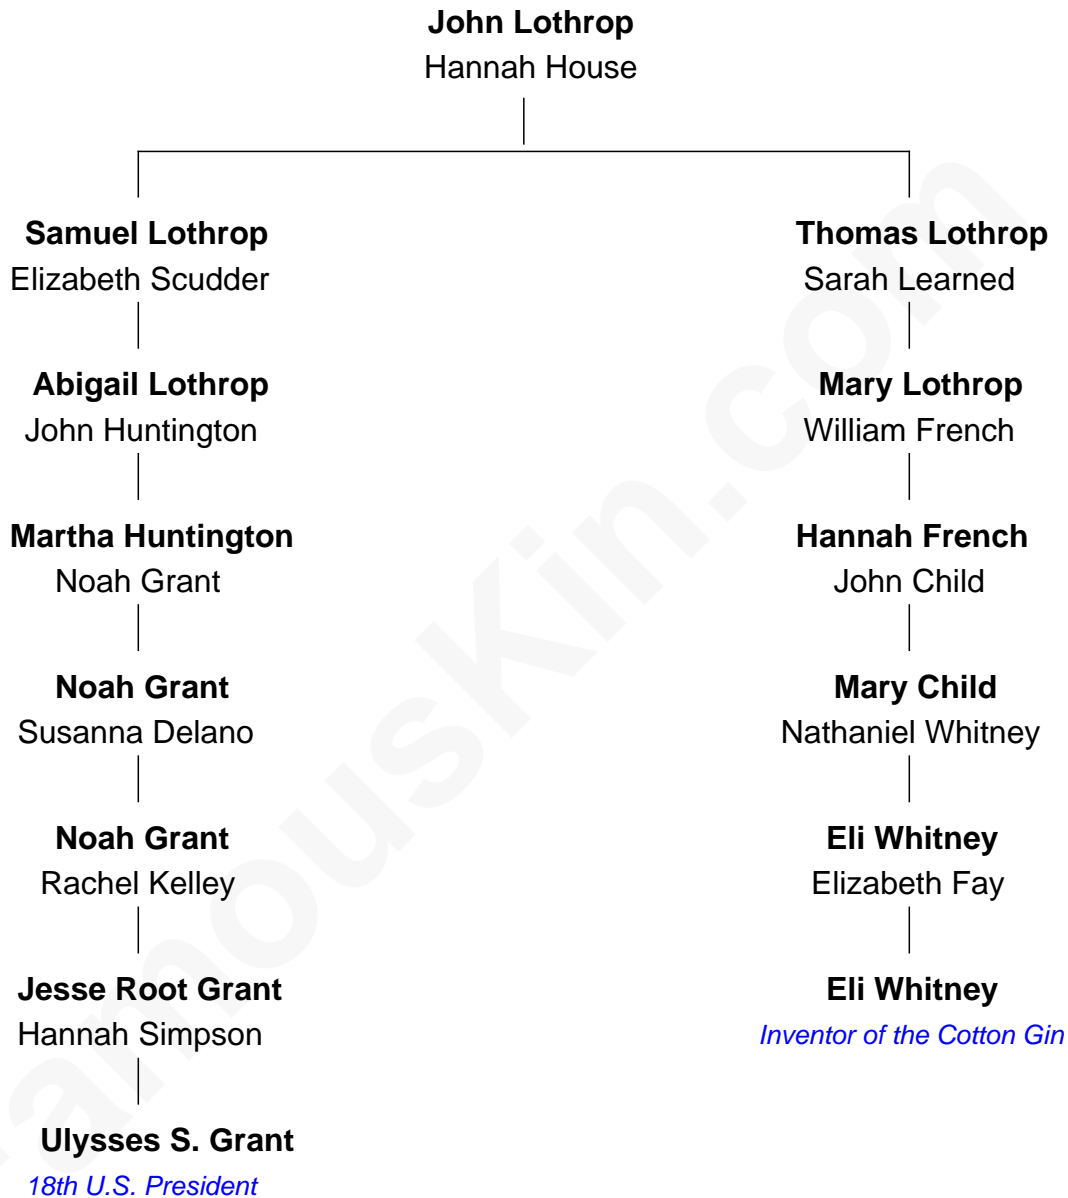 John Lothrop
Hannah House
Samuel Lothrop
Elizabeth Scudder
Thomas Lothrop
Sarah Learned
Abigail Lothrop
John Huntington
Mary Lothrop
William French
Martha Huntington
Noah Grant
Hannah French
John Child
Noah Grant
Susanna Delano
Mary Child
Nathaniel Whitney
Noah Grant
Rachel Kelley
Eli Whitney
Elizabeth Fay
Jesse Root Grant
Hannah Simpson
Eli Whitney
Inventor of the Cotton Gin
Ulysses S. Grant
18th U.S. President
amousKin.com